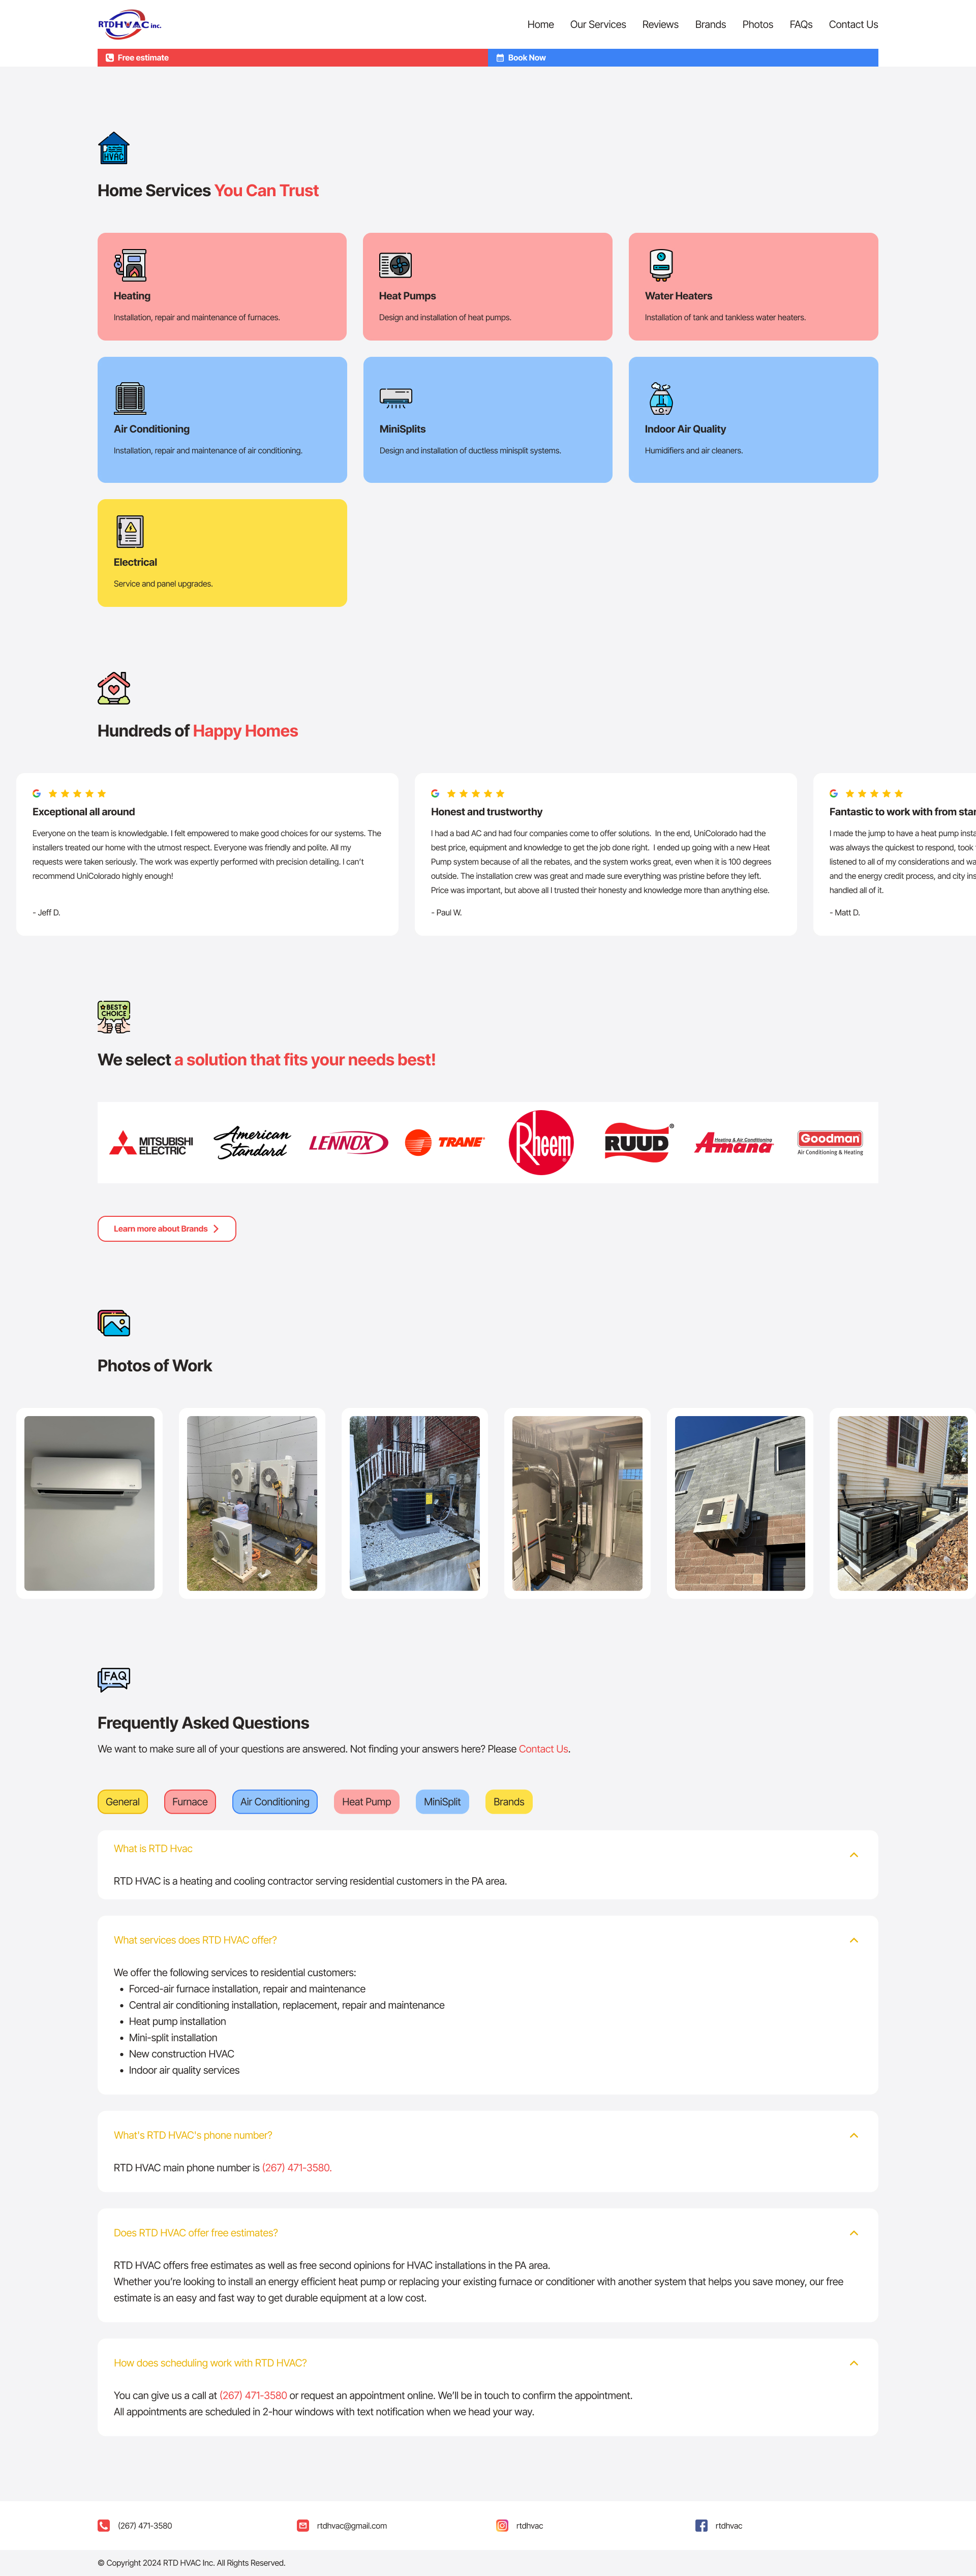 RTDHVAC inc.
Home
Our Services
Reviews
Brands
Photos
FAQs
Contact Us
Free estimate
Book Now
HVAC
Home Services You Can Trust
Heating
Installation, repair and maintenance of furnaces.
Heat Pumps
Design and installation of heat pumps.
Water Heaters
Installation of tank and tankless water heaters.
Air Conditioning
Installation, repair and maintenance of air conditioning.
MiniSplits
Design and installation of ductless minisplit systems.
Indoor Air Quality
Humidifiers and air cleaners.
Electrical
Service and panel upgrades.
Hundreds of Happy Homes
Exceptional all around
Everyone on the team is knowledgable. I felt empowered to make good choices for our systems. The
installers treated our home with the utmost respect. Everyone was friendly and polite. All my
requests were taken seriously. The work was expertly performed with precision detailing. I can't
recommend UniColorado highly enough!
- Jeff D.
Honest and trustworthy
I had a bad AC and had four companies come to offer solutions. In the end, UniColorado had the
best price, equipment and knowledge to get the job done right. I ended up going with a new Heat
Pump system because of all the rebates, and the system works great, even when it is 100 degrees
outside. The installation crew was great and made sure everything was pristine before they left.
Price was important, but above all I trusted their honesty and knowledge more than anything else.
- Paul W.
Fantastic to work with from star
I made the jump to have a heat pump insta
was always the quickest to respond, took
listened to all of my considerations and wa
and the energy credit process, and city ins
handled all of it.
- Matt D.
BEST
CHOICE
We select a solution that fits your needs best!
MITSUBISHI
ELECTRIC
American
Standard
LENNOX
TRANE
Rheem
RUUD
Heating & Air Conditioning
Amana
Goodman
Air Conditioning & Heating
Learn more about Brands
Photos of Work
FAQ
Frequently Asked Questions
We want to make sure all of your questions are answered. Not finding your answers here? Please Contact Us.
General
Furnace
Air Conditioning
Heat Pump
MiniSplit
Brands
What is RTD Hvac
RTD HVAC is a heating and cooling contractor serving residential customers in the PA area.
What services does RTD HVAC offer?
We offer the following services to residential customers:
• Forced-air furnace installation, repair and maintenance
• Central air conditioning installation, replacement, repair and maintenance
• Heat pump installation
• Mini-split installation
• New construction HVAC
• Indoor air quality services
What's RTD HVAC's phone number?
RTD HVAC main phone number is (267) 471-3580.
Does RTD HVAC offer free estimates?
RTD HVAC offers free estimates as well as free second opinions for HVAC installations in the PA area.
Whether you're looking to install an energy efficient heat pump or replacing your existing furnace or conditioner with another system that helps you save money, our free
estimate is an easy and fast way to get durable equipment at a low cost.
How does scheduling work with RTD HVAC?
You can give us a call at (267) 471-3580 or request an appointment online. We'll be in touch to confirm the appointment.
All appointments are scheduled in 2-hour windows with text notification when we head your way.
(267) 471-3580
rtdhvac@gmail.com
rtdhvac
rtdhvac
© Copyright 2024 RTD HVAC Inc. All Rights Reserved.